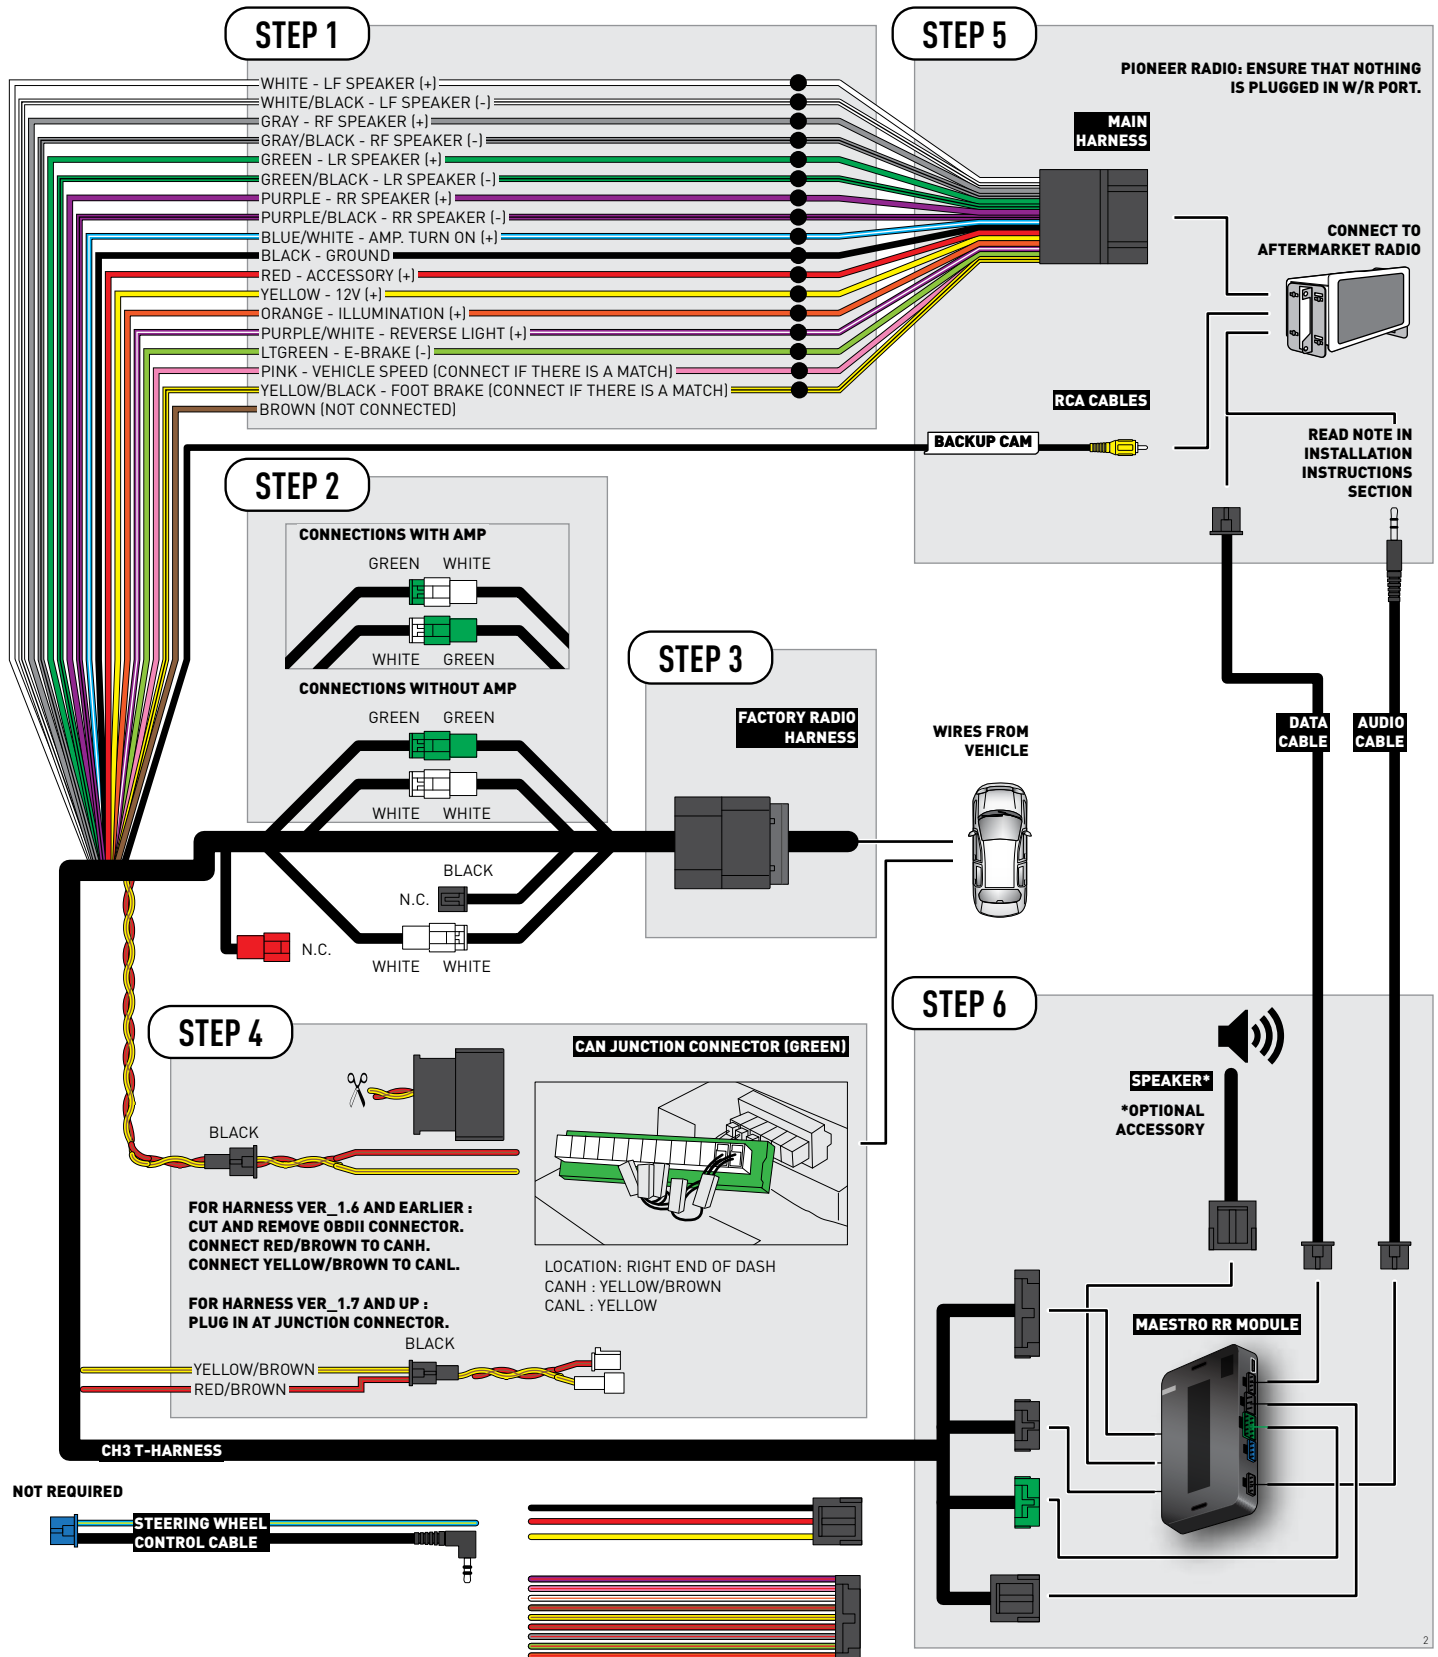 STEP 1
WHITE - LF SPEAKER (+)
WHITE/BLACK - LF SPEAKER (-)
GRAY - RF SPEAKER (+)
GRAY/BLACK - RF SPEAKER (-)
GREEN - LR SPEAKER (+)
GREEN/BLACK - LR SPEAKER (-)
PURPLE - RR SPEAKER (+)
PURPLE/BLACK - RR SPEAKER (-)
BLUE/WHITE - AMP. TURN ON (+)
BLACK - GROUND
RED - ACCESSORY (+)
YELLOW - 12V (+)
ORANGE - ILLUMINATION (+)
PURPLE/WHITE - REVERSE LIGHT (+)
LTGREEN - E-BRAKE (-)
PINK - VEHICLE SPEED (CONNECT IF THERE IS A MATCH)
YELLOW/BLACK - FOOT BRAKE (CONNECT IF THERE IS A MATCH)
BROWN (NOT CONNECTED)
STEP 5
PIONEER RADIO: ENSURE THAT NOTHING
IS PLUGGED IN W/R PORT.
MAIN
HARNESS
CONNECT TO
AFTERMARKET RADIO
RCA CABLES
BACKUP CAM
READ NOTE IN
INSTALLATION
INSTRUCTIONS
SECTION
DATA
CABLE
AUDIO
CABLE
STEP 2
CONNECTIONS WITH AMP
GREEN WHITE
WHITE GREEN
CONNECTIONS WITHOUT AMP
GREEN GREEN
WHITE WHITE
BLACK
N.C.
N.C.
WHITE WHITE
STEP 3
FACTORY RADIO
HARNESS
WIRES FROM
VEHICLE
STEP 4
CAN JUNCTION CONNECTOR (GREEN)
BLACK
FOR HARNESS VER_1.6 AND EARLIER :
CUT AND REMOVE OBDII CONNECTOR.
CONNECT RED/BROWN TO CANH.
CONNECT YELLOW/BROWN TO CANL.
LOCATION: RIGHT END OF DASH
CANH : YELLOW/BROWN
CANL : YELLOW
FOR HARNESS VER_1.7 AND UP :
PLUG IN AT JUNCTION CONNECTOR.
BLACK
YELLOW/BROWN
RED/BROWN
CH3 T-HARNESS
STEP 6
SPEAKER*
*OPTIONAL
ACCESSORY
MAESTRO RR MODULE
NOT REQUIRED
STEERING WHEEL
CONTROL CABLE
2